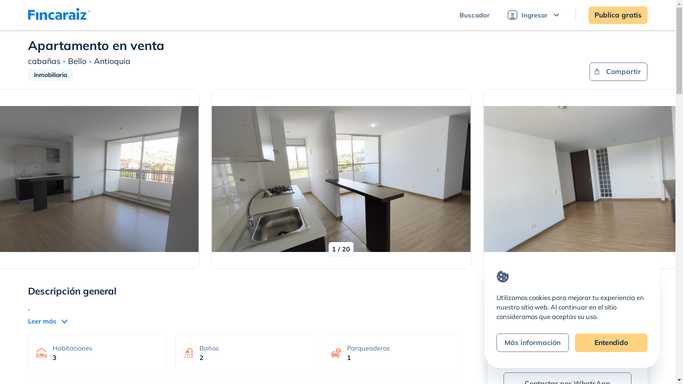 Fincaraiz
Buscador
Ingresar
Publica gratis
Apartamento en venta
cabañas - Bello - Antioquia
Inmobiliaria
Compartir
1 / 20
Descripción general
.
Leer más
Habitaciones
3
Baños
2
Parqueaderos
1
Utilizamos cookies para mejorar tu experiencia en
nuestro sitio web. Al continuar en el sitio
consideramos que aceptas su uso.
Más información
Entendido
Contactar por WhatsApp